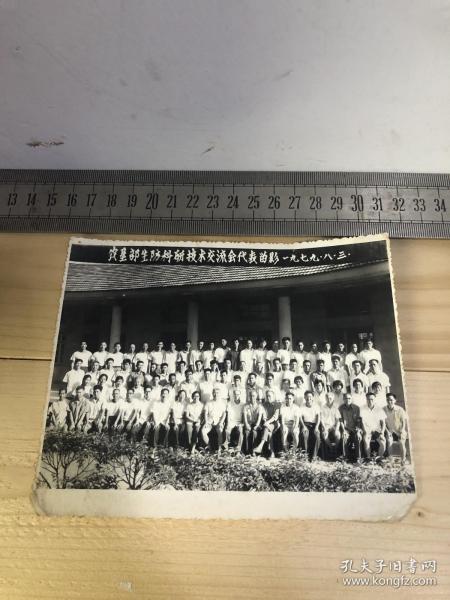 13 14 15 16 17 18 19 20 21 22 23 24 25 26 27 28 29 30 31 32 33 34
农垦部生防科研技术交流会代表留影 一九七九.八.三.
孔夫子旧书网
www.kongfz.com